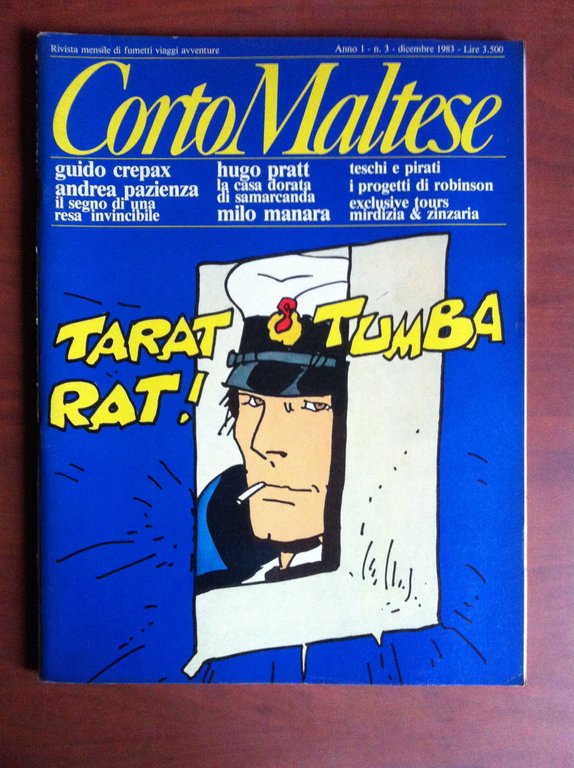 Rivista mensile di fumetti viaggi avventure
Anno 1 - n. 3 - dicembre 1983 - Lire 3.500
Corto Maltese
guido crepax
andrea pazienza
il segno di una
resa invincibile
hugo pratt
la casa dorata
di samarcanda
milo manara
teschi e pirati
i progetti di robinson
exclusive tours
mirdizia & zinzaria
TARAT TUMBA
RAT!